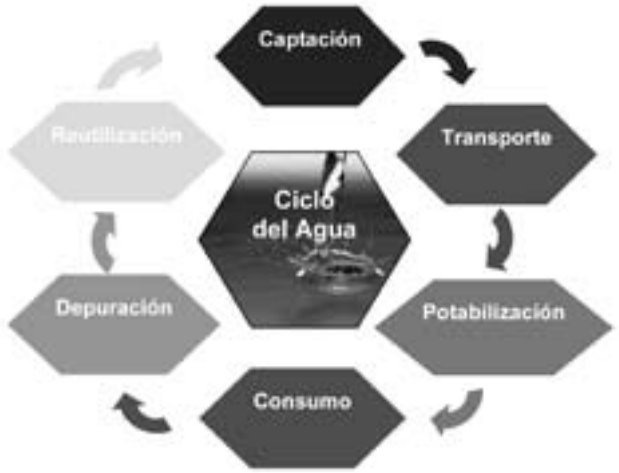 Captación
Transporte
Potabilización
Consumo
Depuración
Reutilización
Ciclo
del Agua